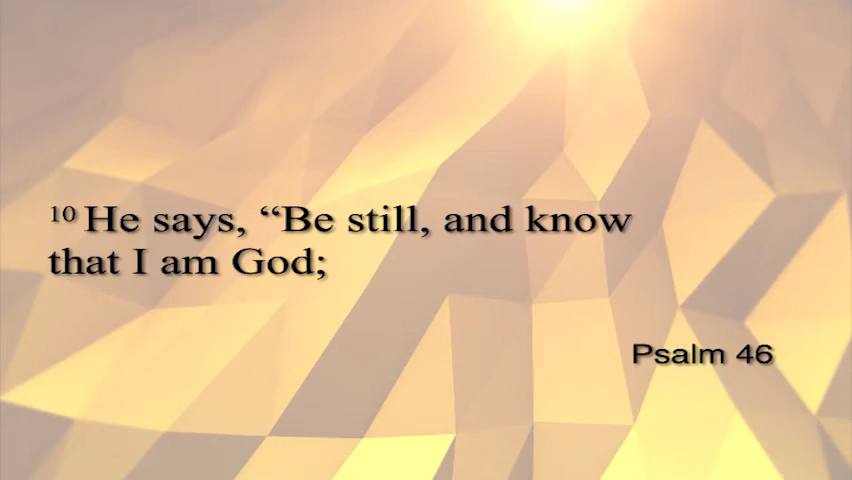 10 He says, “Be still, and know
that I am God;
Psalm 46